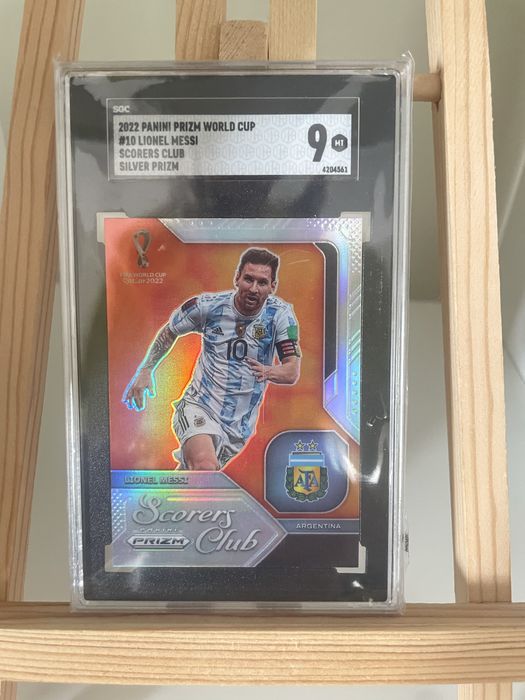 SGC
2022 PANINI PRIZM WORLD CUP
#10 LIONEL MESSI
SCORERS CLUB
SILVER PRIZM
9 MT
4204561
FIFA WORLD CUP
Qatar2022
10
LIONEL MESSI
AFA
Scorers
PANINI
PRIZM
Club
ARGENTINA